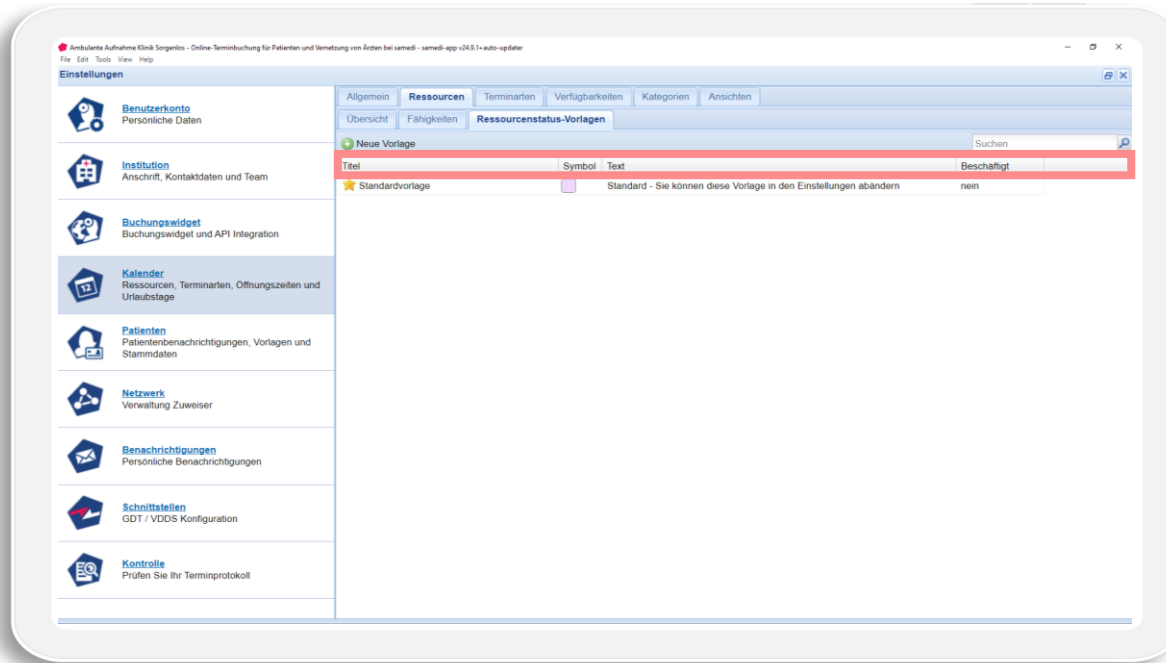 Ambulante Aufnahme Klinik Sorgenlos - Online-Terminbuchung für Patienten und Vernetzung von Ärzten bei samedi - samedi-app v24.9.1+auto-updater
File Edit Tools View Help
Einstellungen
Benutzerkonto
Persönliche Daten
Institution
Anschrift, Kontaktdaten und Team
Buchungswidget
Buchungswidget und API Integration
12
Kalender
Ressourcen, Terminarten, Öffnungszeiten und
Urlaubstage
Patienten
Patientenbenachrichtigungen, Vorlagen und
Stammdaten
Netzwerk
Verwaltung Zuweiser
Benachrichtigungen
Persönliche Benachrichtigungen
Schnittstellen
GDT / VDDS Konfiguration
Kontrolle
Prüfen Sie Ihr Terminprotokoll
Allgemein Ressourcen Terminarten Verfügbarkeiten Kategorien Ansichten
Übersicht Fähigkeiten Ressourcenstatus-Vorlagen
Neue Vorlage Suchen
Titel Symbol Text Beschäftigt
Standardvorlage Standard - Sie können diese Vorlage in den Einstellungen abändern nein